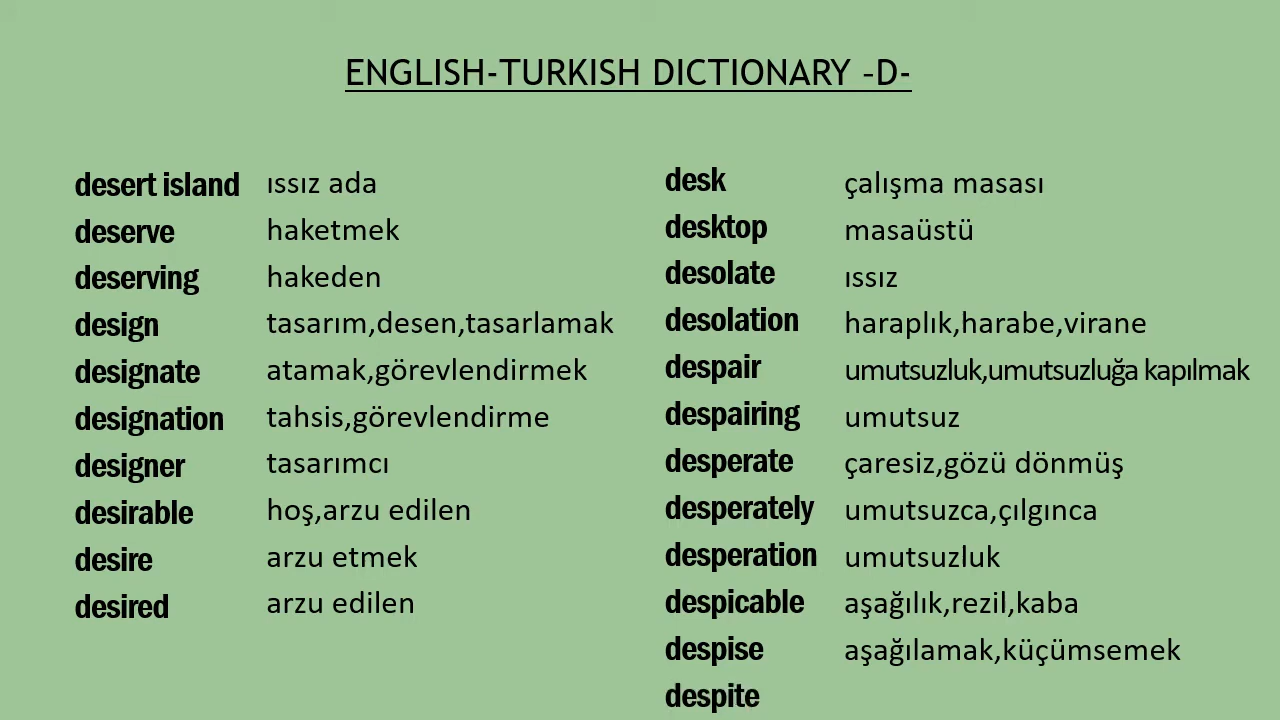 ENGLISH-TURKISH DICTIONARY –D-
desert island ıssız ada
deserve haketmek
deserving hakeden
design tasarım,desen,tasarlamak
designate atamak,görevlendirmek
designation tahsis,görevlendirme
designer tasarımcı
desirable hoş,arzu edilen
desire arzu etmek
desired arzu edilen
desk çalışma masası
desktop masaüstü
desolate ıssız
desolation haraplık,harabe,virane
despair umutsuzluk,umutsuzluğa kapılmak
despairing umutsuz
desperate çaresiz,gözü dönmüş
desperately umutsuzca,çılgınca
desperation umutsuzluk
despicable aşağılık,rezil,kaba
despise aşağılamak,küçümsemek
despite